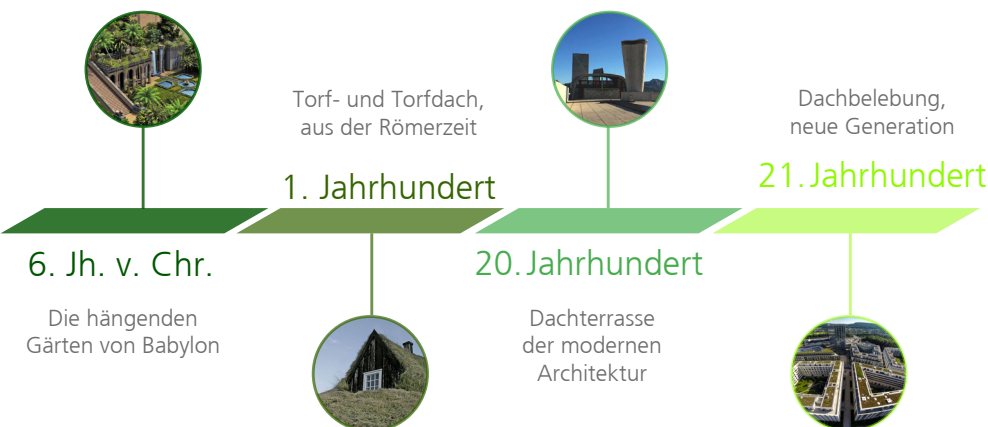 6. Jh. v. Chr.
Die hängenden
Gärten von Babylon
Torf- und Torfdach,
aus der Römerzeit
1. Jahrhundert
20. Jahrhundert
Dachterrasse
der modernen
Architektur
Dachbelebung,
neue Generation
21. Jahrhundert